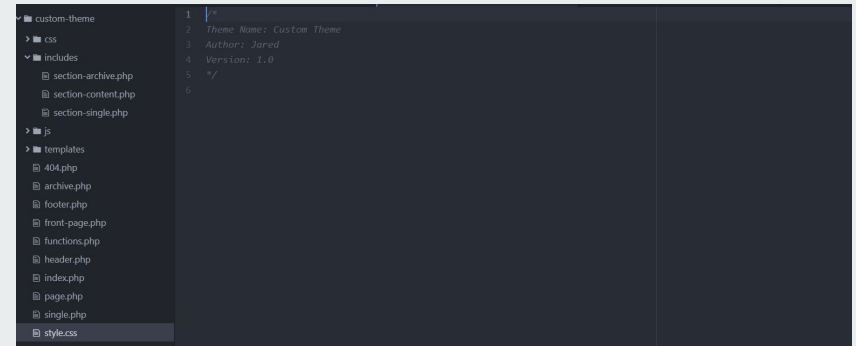 custom-theme
css
includes
section-archive.php
section-content.php
section-single.php
js
templates
404.php
archive.php
footer.php
front-page.php
functions.php
header.php
index.php
page.php
single.php
style.css
1 /*
2 Theme Name: Custom Theme
3 Author: Jared
4 Version: 1.0
5 */
6